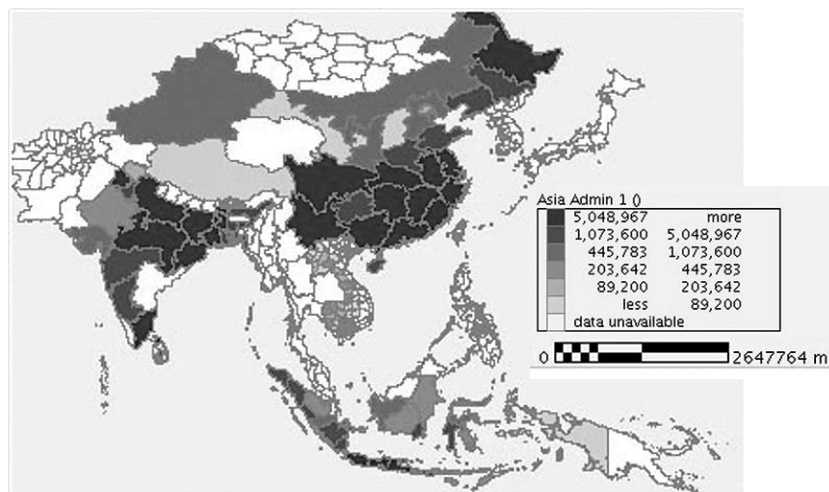 Asia Admin 1 ()
5,048,967 more
1,073,600 5,048,967
445,783 1,073,600
203,642 445,783
89,200 203,642
less 89,200
data unavailable
0 2647764 m